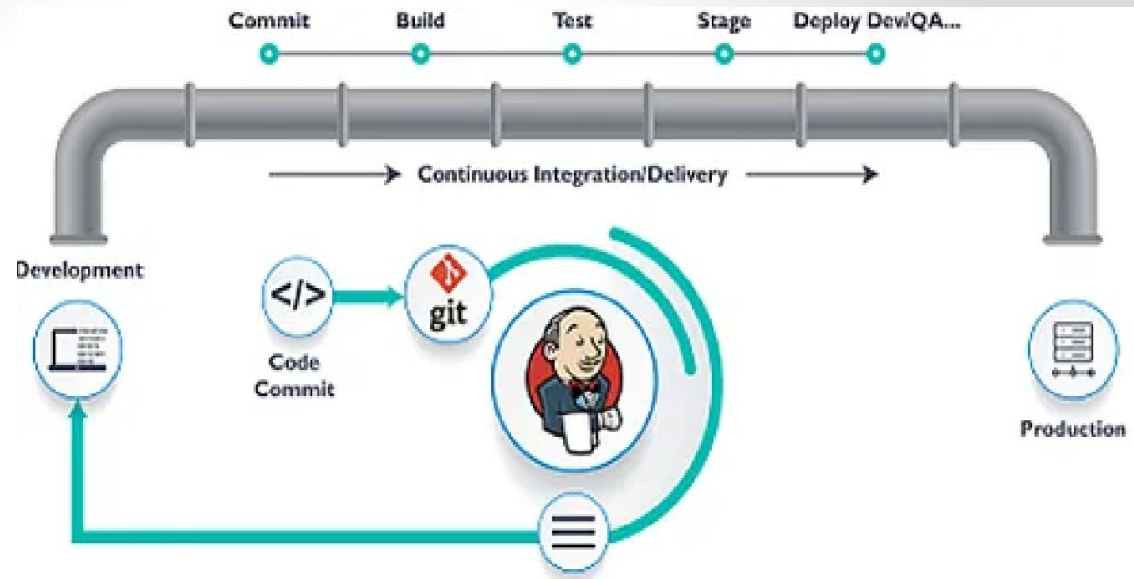 Commit Build Test Stage Deploy Dev/QA...
Continuous Integration/Delivery
Development
</>
git
Code
Commit
Production